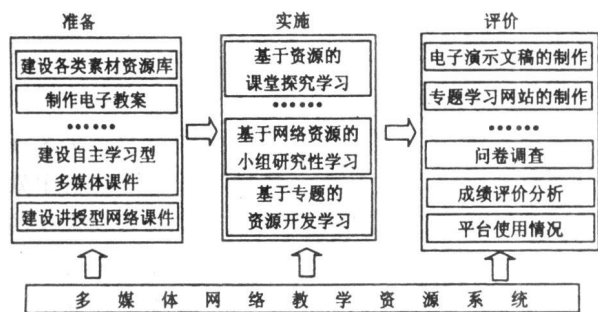 准备
建设各类素材资源库
制作电子教案
……
建设自主学习型
多媒体课件
建设讲授型网络课件
实施
基于资源的
课堂探究学习
……
基于网络资源的
小组研究性学习
基于专题的
资源开发学习
评价
电子演示文稿的制作
专题学习网站的制作
……
问卷调查
成绩评价分析
平台使用情况
多媒体网络教学资源系统